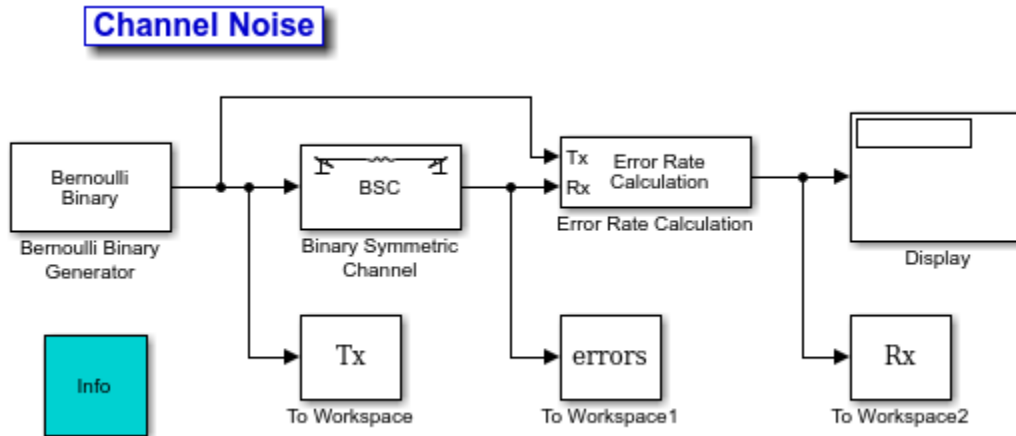 Channel Noise
Bernoulli
Binary
Bernoulli Binary
Generator
BSC
Binary Symmetric
Channel
Tx
Rx
Error Rate
Calculation
Error Rate Calculation
Display
Info
Tx
To Workspace
errors
To Workspace1
Rx
To Workspace2